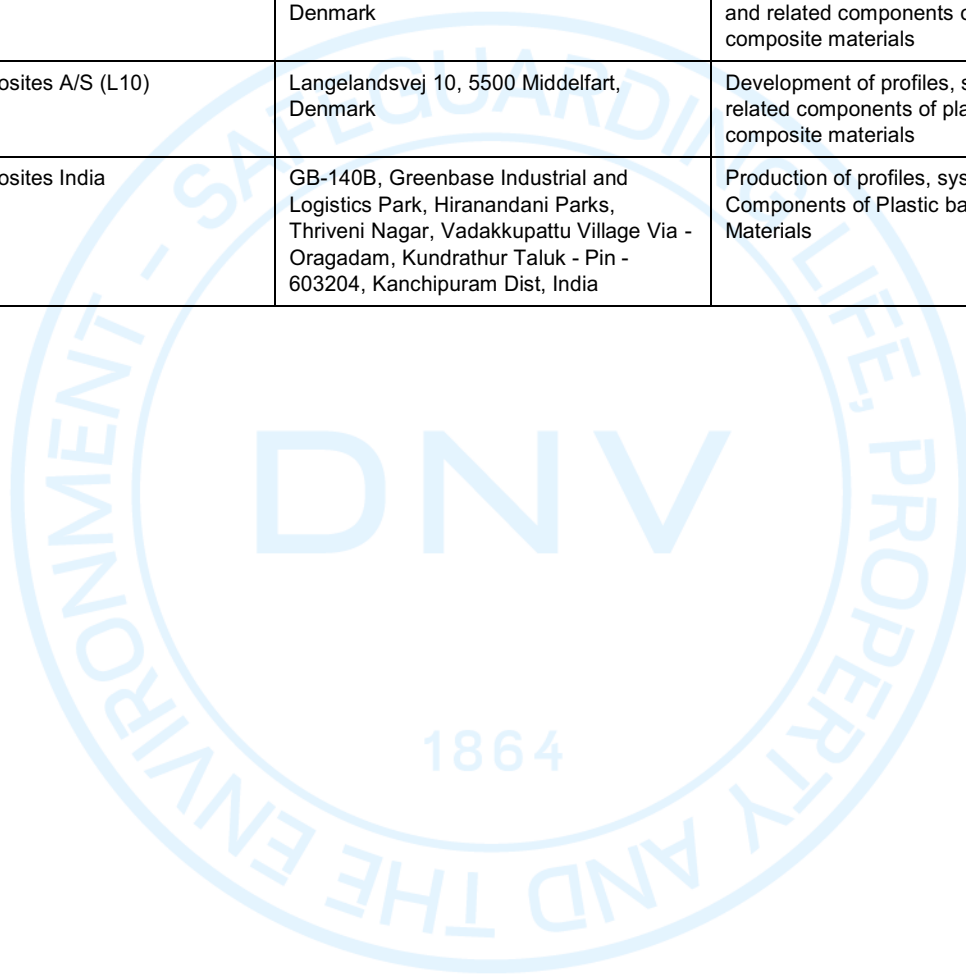 Denmark
and related components
composite materials
osites A/S (L10)
Langelandsvej 10, 5500 Middelfart,
Denmark
Development of profiles,
related components of
composite materials
osites India
GB-140B, Greenbase Industrial and
Logistics Park, Hiranandani Parks,
Thriveni Nagar, Vadakkupattu Village Via -
Oragadam, Kundrathur Taluk - Pin -
603204, Kanchipuram Dist, India
Production of profiles,
Components of Plastic
Materials
SAFEGUARDING LIFE, PROPERTY AND THE ENVIRONMENT -
DNV
1864